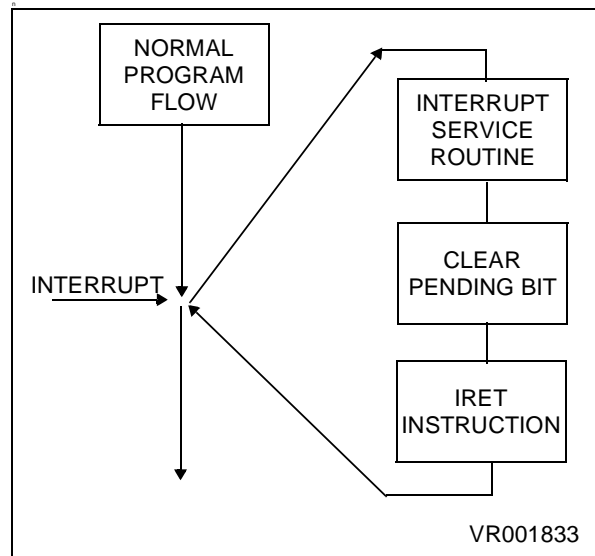 n
NORMAL
PROGRAM
FLOW
INTERRUPT
SERVICE
ROUTINE
CLEAR
PENDING BIT
INTERRUPT
IRET
INSTRUCTION
VR001833